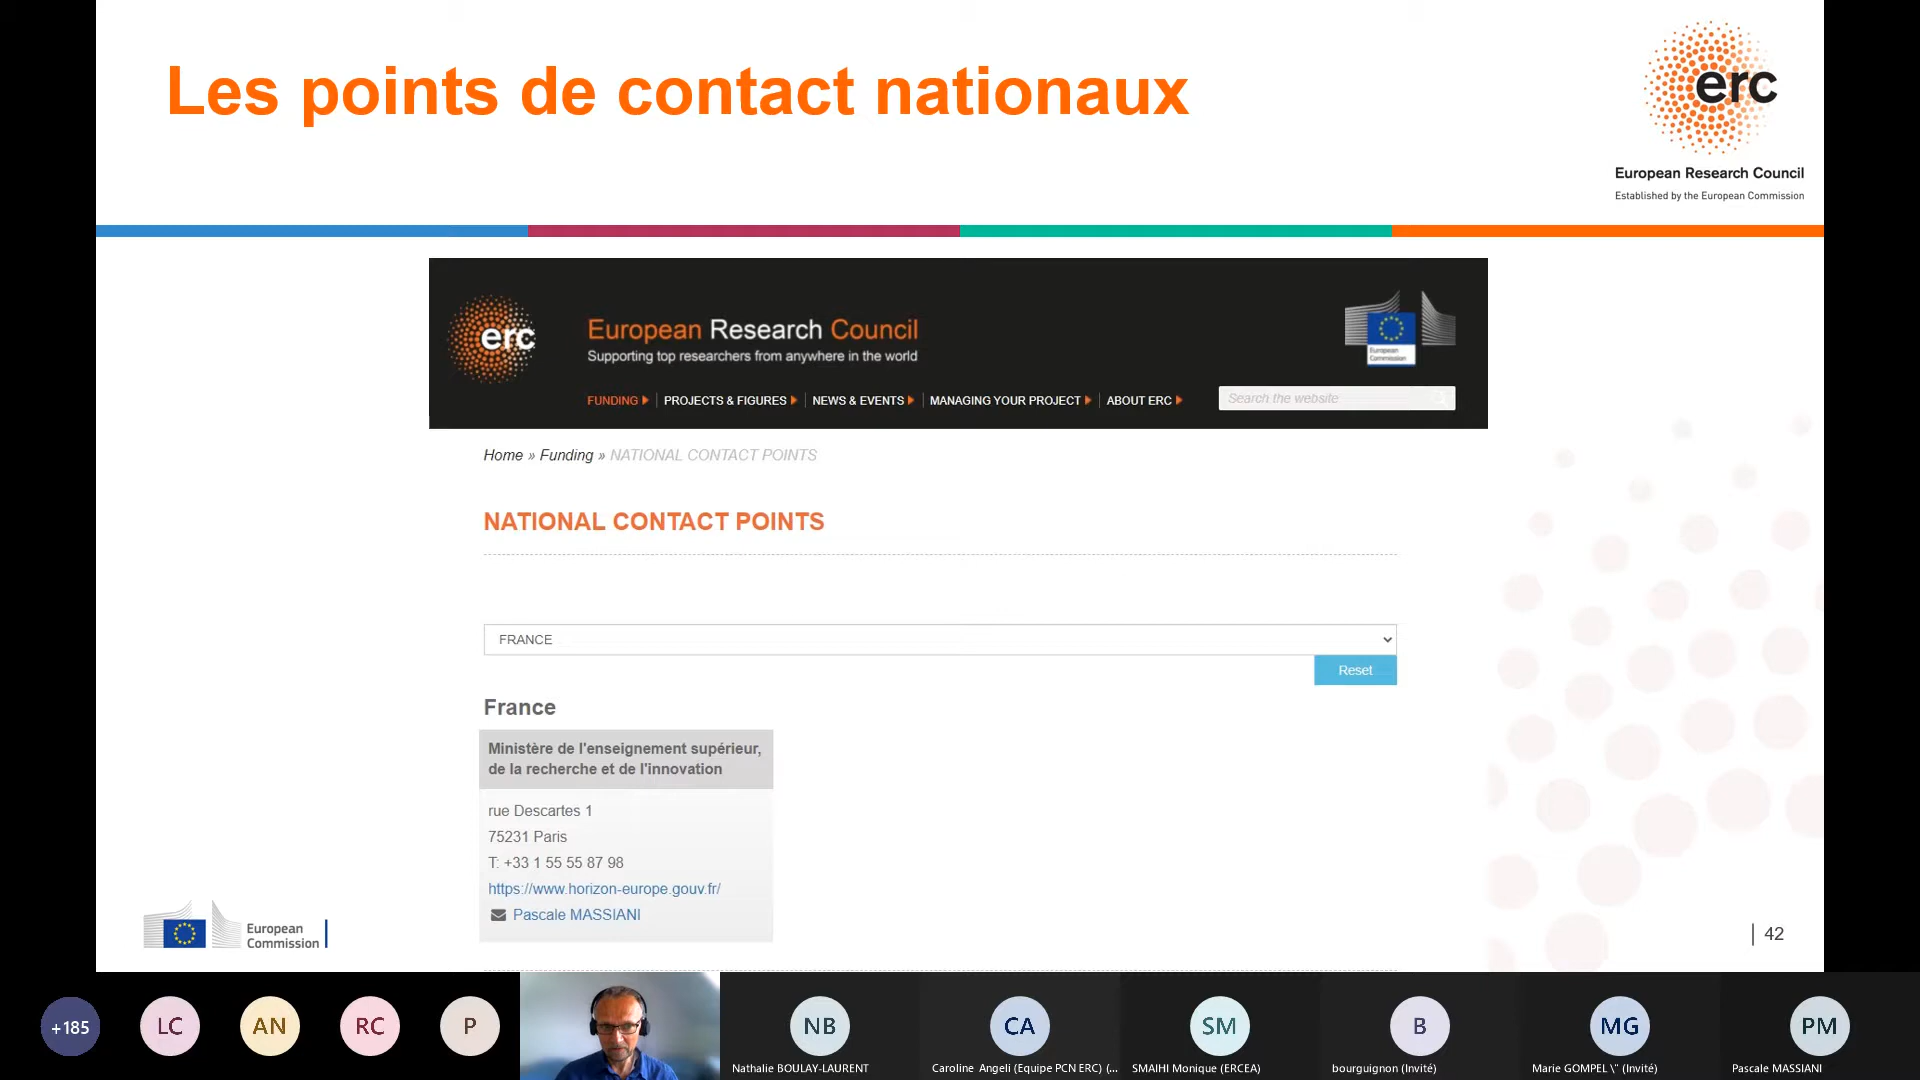 Les points de contact nationaux
erc
European Research Council
Established by the European Commission
erc
European Research Council
Supporting top researchers from anywhere in the world
European
Commission
FUNDING
PROJECTS & FIGURES
NEWS & EVENTS
MANAGING YOUR PROJECT
ABOUT ERC
Search the website
Home » Funding » NATIONAL CONTACT POINTS
NATIONAL CONTACT POINTS
FRANCE
Reset
France
Ministère de l'enseignement supérieur,
de la recherche et de l'innovation
rue Descartes 1
75231 Paris
T: +33 1 55 55 87 98
https://www.horizon-europe.gouv.fr/
Pascale MASSIANI
European
Commission
42
+185
LC
AN
RC
P
NB
Nathalie BOULAY-LAURENT
CA
Caroline Angeli (Equipe PCN ERC) (...
SM
SMAIHI Monique (ERCEA)
B
bourguignon (Invité)
MG
Marie GOMPEL \" (Invité)
PM
Pascale MASSIANI